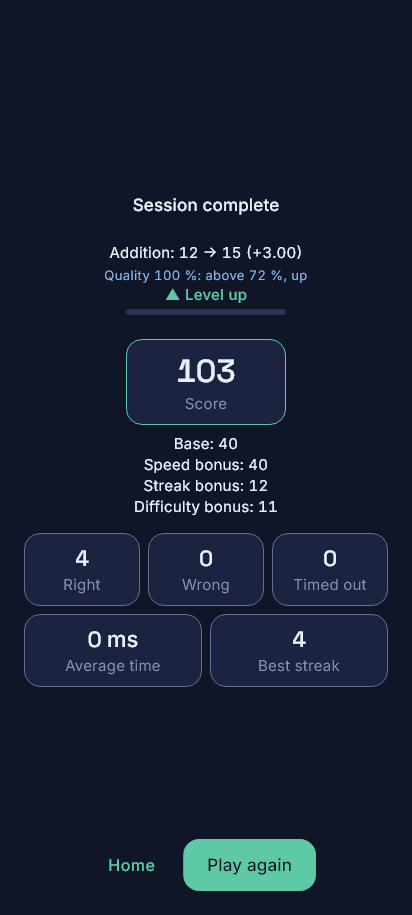 Session complete
Addition: 12 → 15 (+3.00)
Quality 100 %: above 72 %, up
▲ Level up
103
Score
Base: 40
Speed bonus: 40
Streak bonus: 12
Difficulty bonus: 11
4
Right
0
Wrong
0
Timed out
0 ms
Average time
4
Best streak
Home
Play again